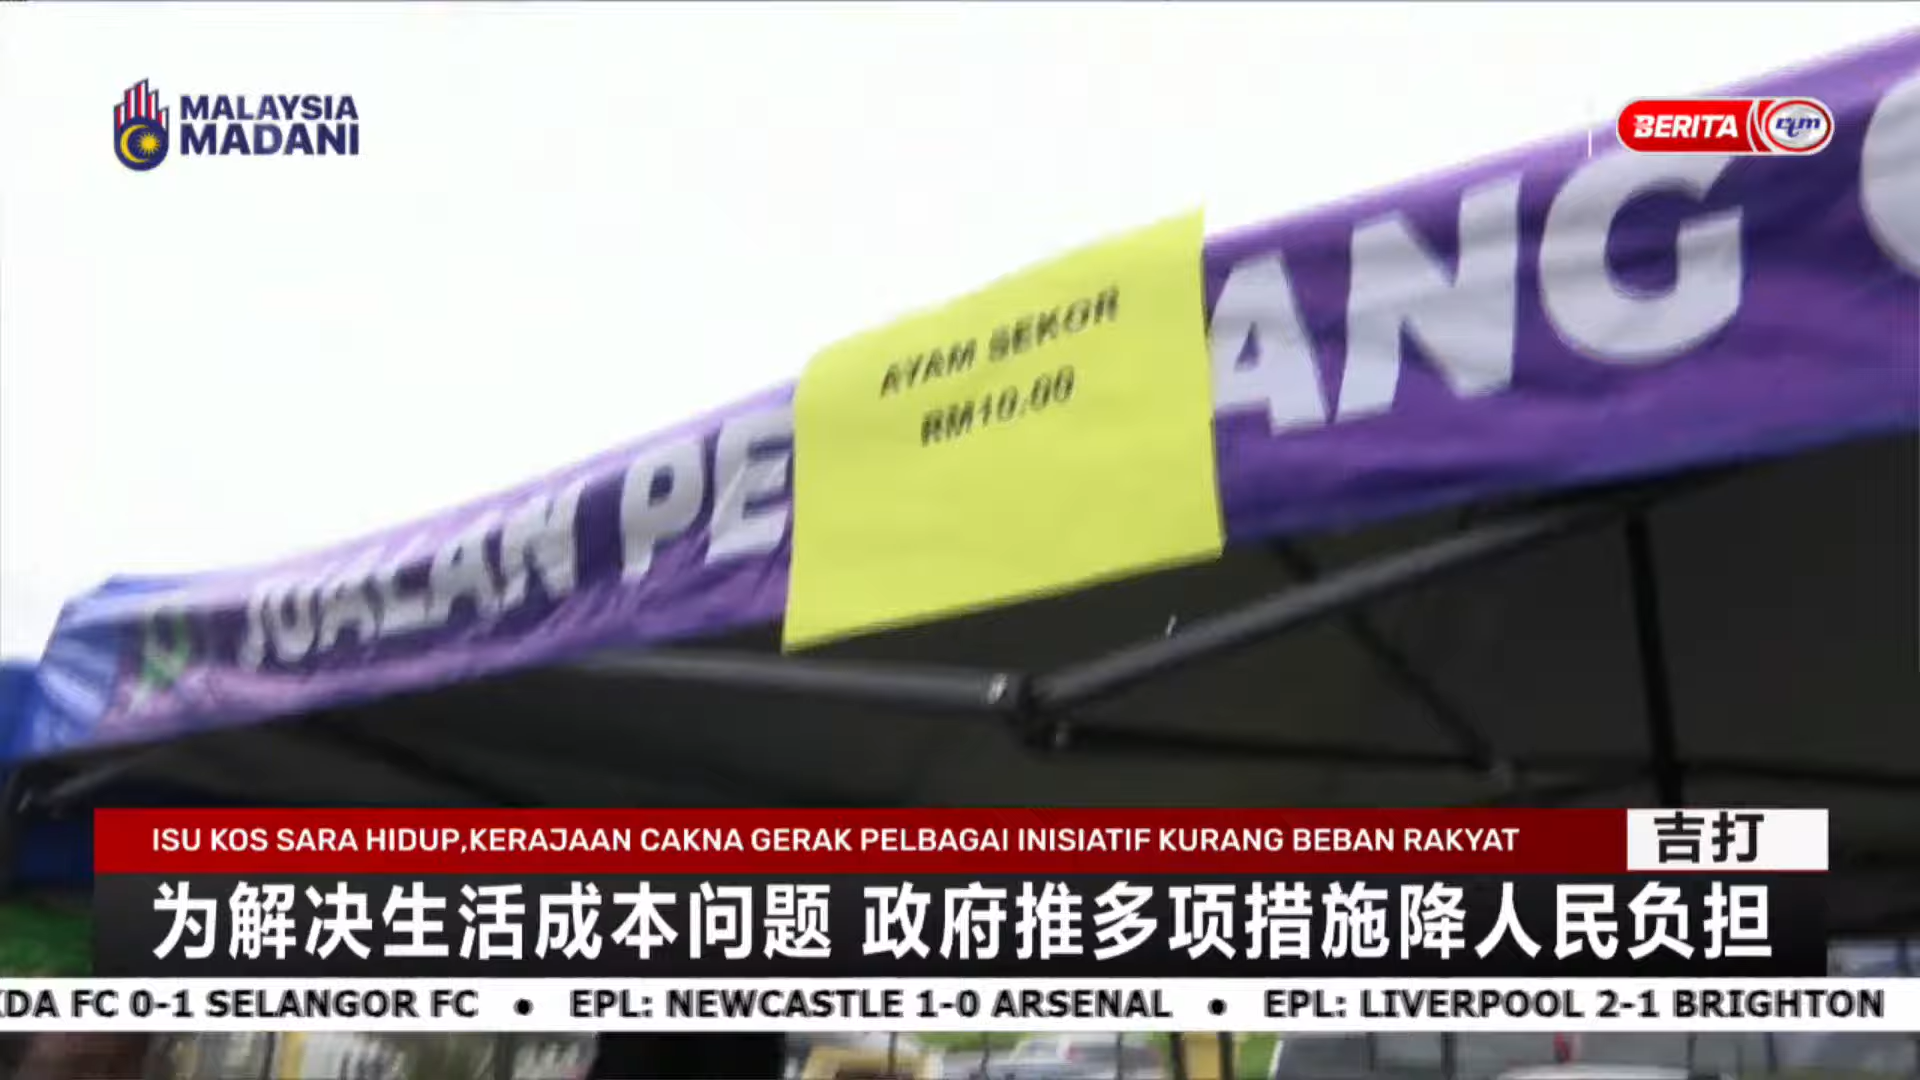 MALAYSIA
MADANI
BERITA rtm
AYAM SEKOR
RM10.00
JUALAN PE ANG
ISU KOS SARA HIDUP,KERAJAAN CAKNA GERAK PELBAGAI INISIATIF KURANG BEBAN RAKYAT
吉打
为解决生活成本问题 政府推多项措施降人民负担
DA FC 0-1 SELANGOR FC • EPL: NEWCASTLE 1-0 ARSENAL • EPL: LIVERPOOL 2-1 BRIGHTON